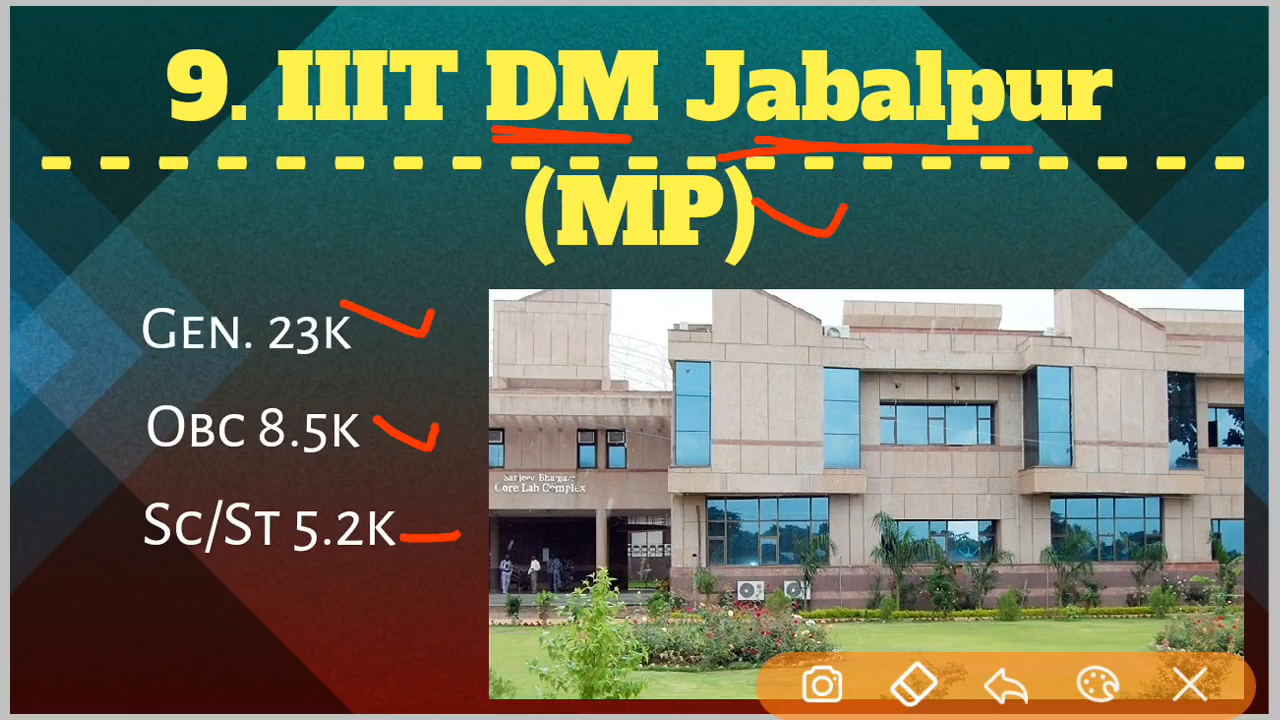 9. IIIT DM Jabalpur
(MP)
Gen. 23k
Obc 8.5k
Sc/St 5.2k
Core Lab Complex